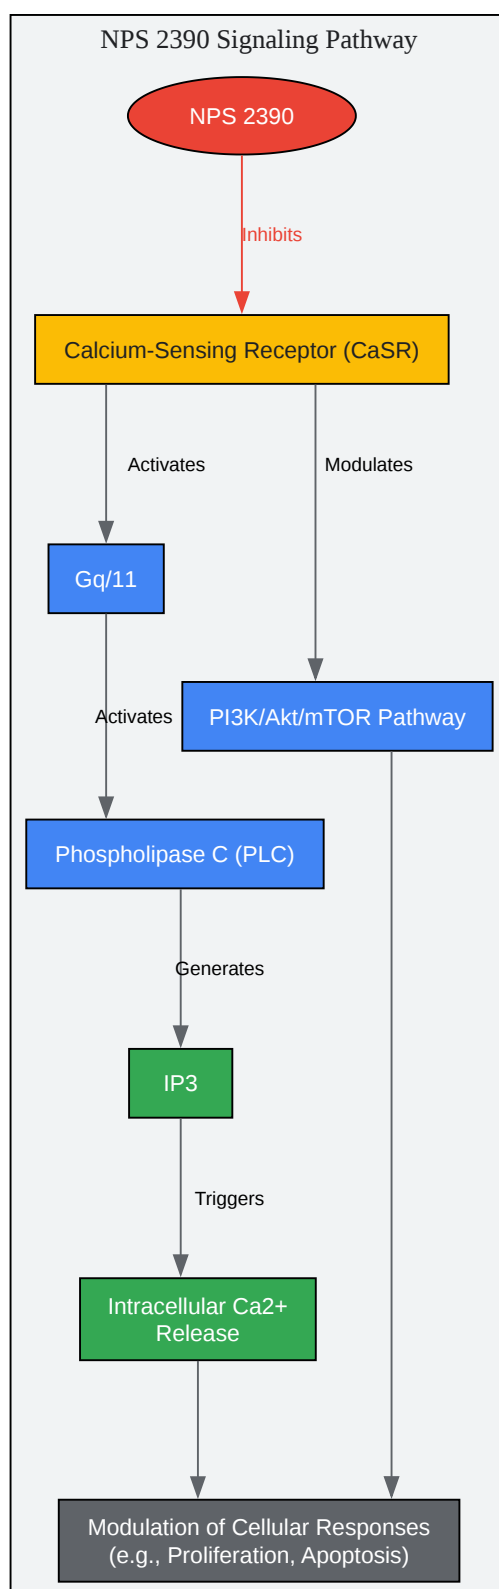 NPS 2390 Signaling Pathway
NPS 2390
Inhibits
Calcium-Sensing Receptor (CaSR)
Activates
Modulates
Gq/11
PI3K/Akt/mTOR Pathway
Activates
Phospholipase C (PLC)
Generates
IP3
Triggers
Intracellular Ca2+
Release
Modulation of Cellular Responses
(e.g., Proliferation, Apoptosis)